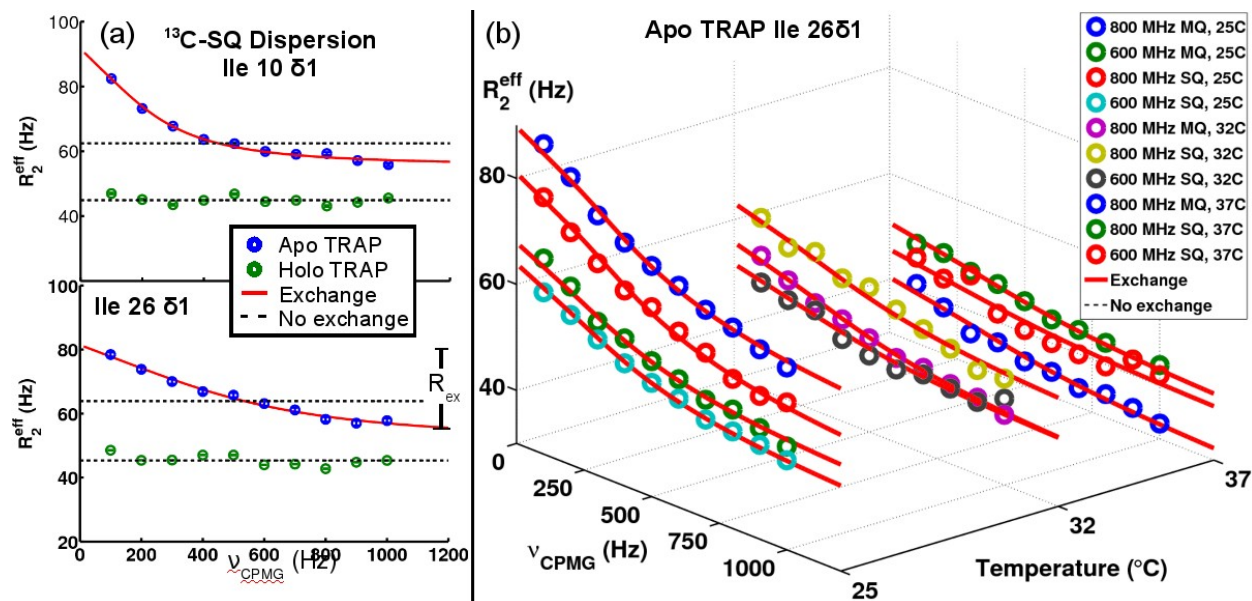 (a)
¹³C-SQ Dispersion
Ile 10 δ1
R₂ᵉᶠᶠ (Hz)
100
80
60
40
20
Apo TRAP
Holo TRAP
Exchange
No exchange
Ile 26 δ1
Rₑₓ
R₂ᵉᶠᶠ (Hz)
100
80
60
40
20
0 200 400 600 800 1000 1200
ν_CPMG (Hz)
(b)
Apo TRAP Ile 26δ1
R₂ᵉᶠᶠ (Hz)
80
60
40
0
250
500
750
1000
ν_CPMG (Hz)
25
32
37
Temperature (°C)
800 MHz MQ, 25C
600 MHz MQ, 25C
800 MHz SQ, 25C
600 MHz SQ, 25C
800 MHz MQ, 32C
800 MHz SQ, 32C
600 MHz SQ, 32C
800 MHz MQ, 37C
800 MHz SQ, 37C
600 MHz SQ, 37C
Exchange
No exchange